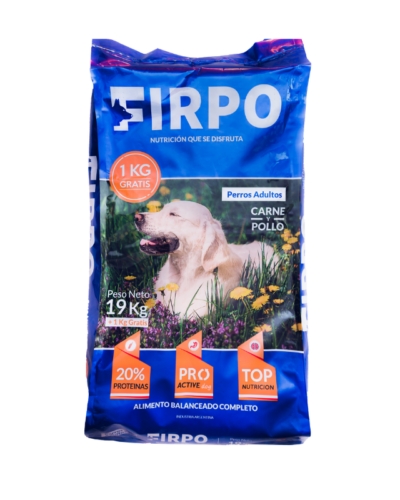 FIRPO
NUTRICIÓN QUE SE DISFRUTA
1 KG
GRATIS
Perros Adultos
CARNE
Y
POLLO
Peso Neto
19 Kg
+ 1 Kg Gratis
20%
PROTEINAS
PRO
ACTIVE dog
TOP
NUTRICION
ALIMENTO BALANCEADO COMPLETO
FIRPO